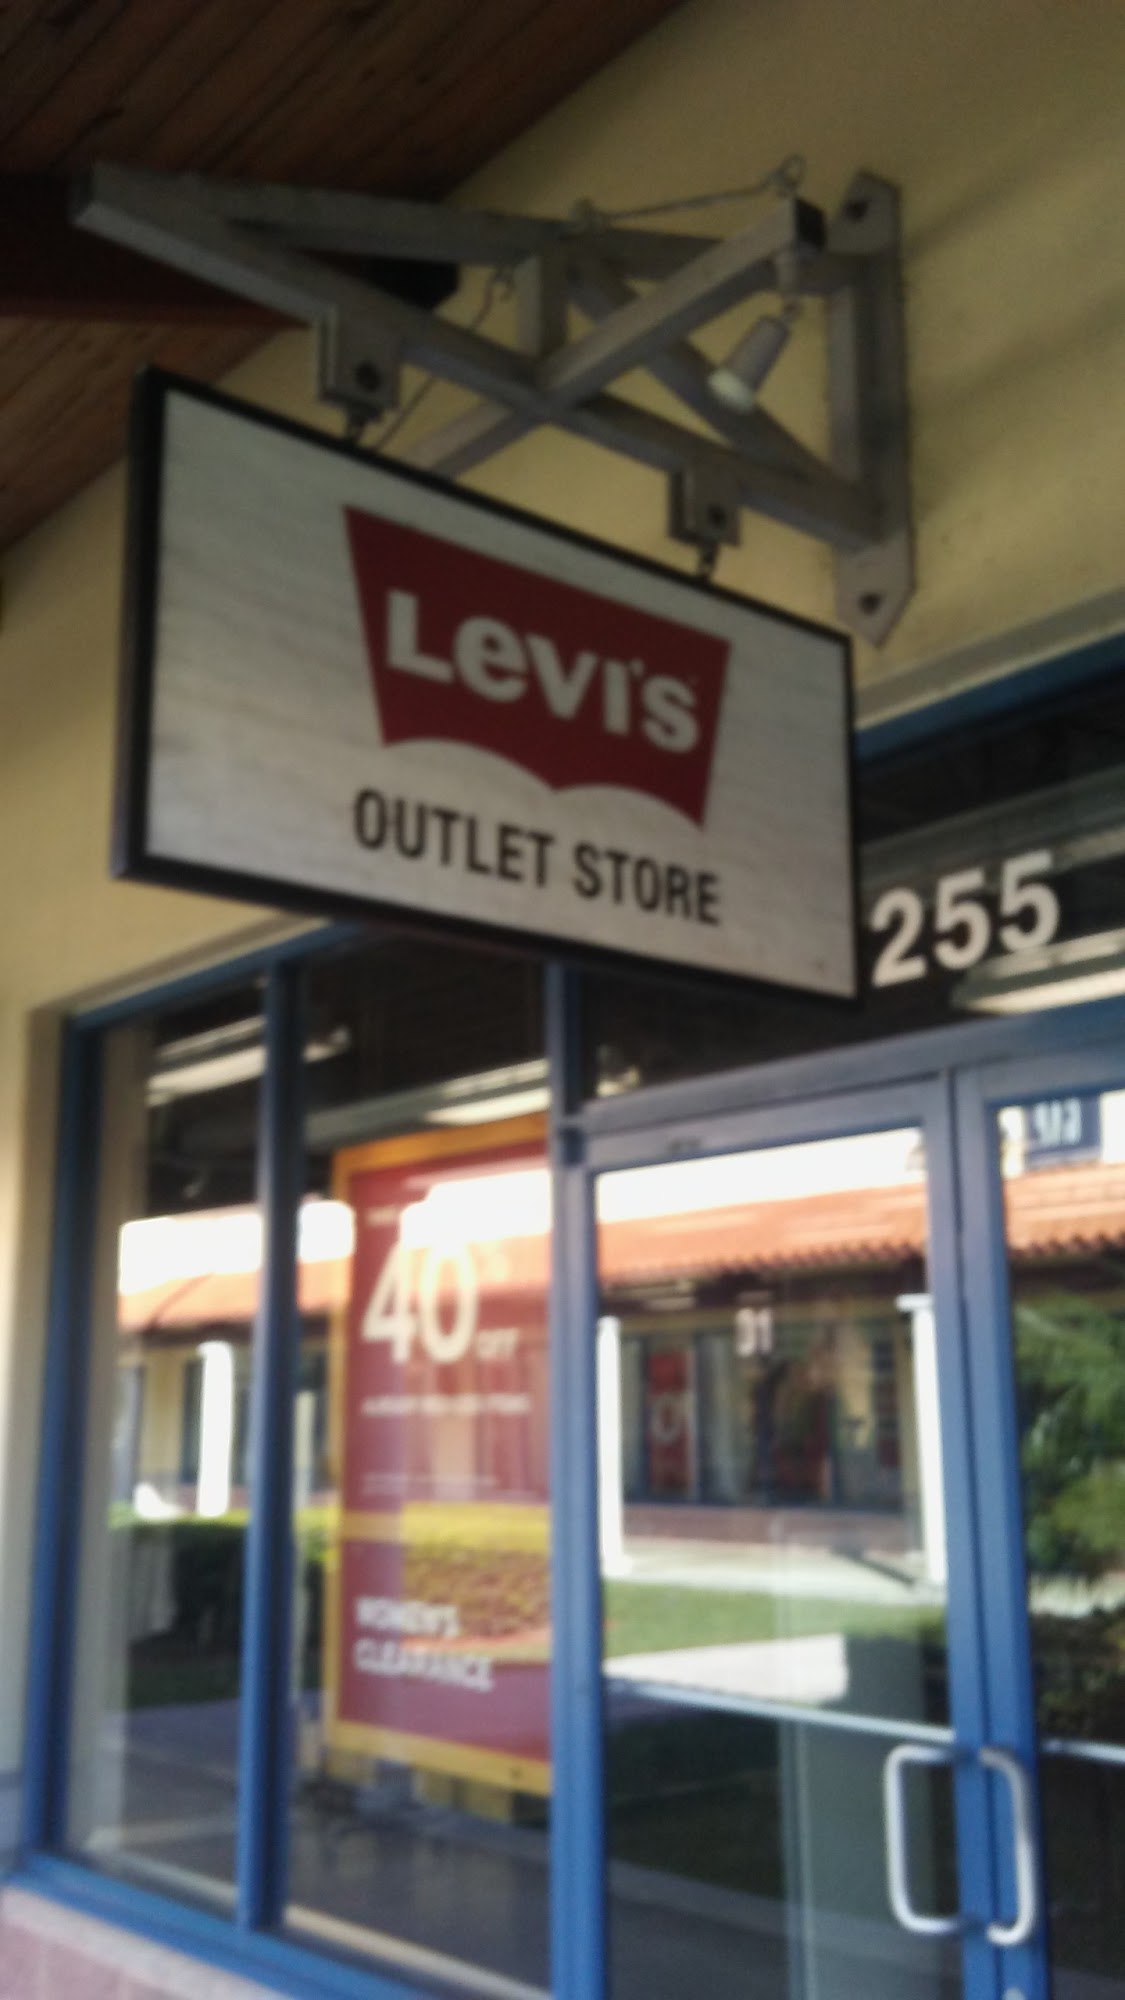 Levi's
OUTLET STORE
255
40% OFF
WOMEN'S
CLEARANCE